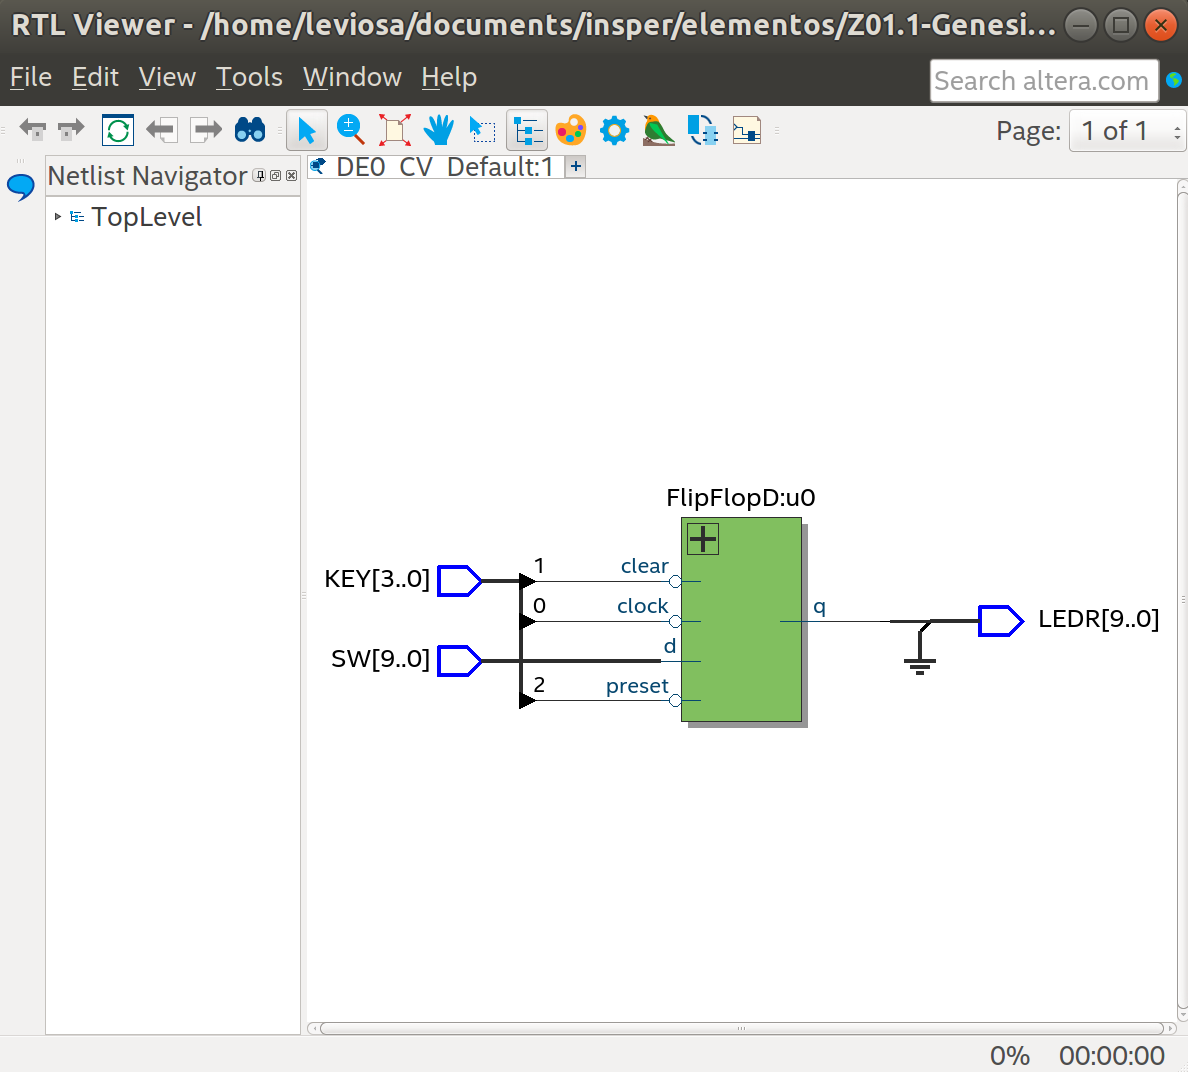 RTL Viewer - /home/leviosa/documents/insper/elementos/Z01.1-Genesi...
File Edit View Tools Window Help
Search altera.com
Page: 1 of 1
Netlist Navigator
DE0_CV_Default:1
TopLevel
FlipFlopD:u0
KEY[3..0]
1
clear
0
clock
q
LEDR[9..0]
SW[9..0]
d
2
preset
0% 00:00:00